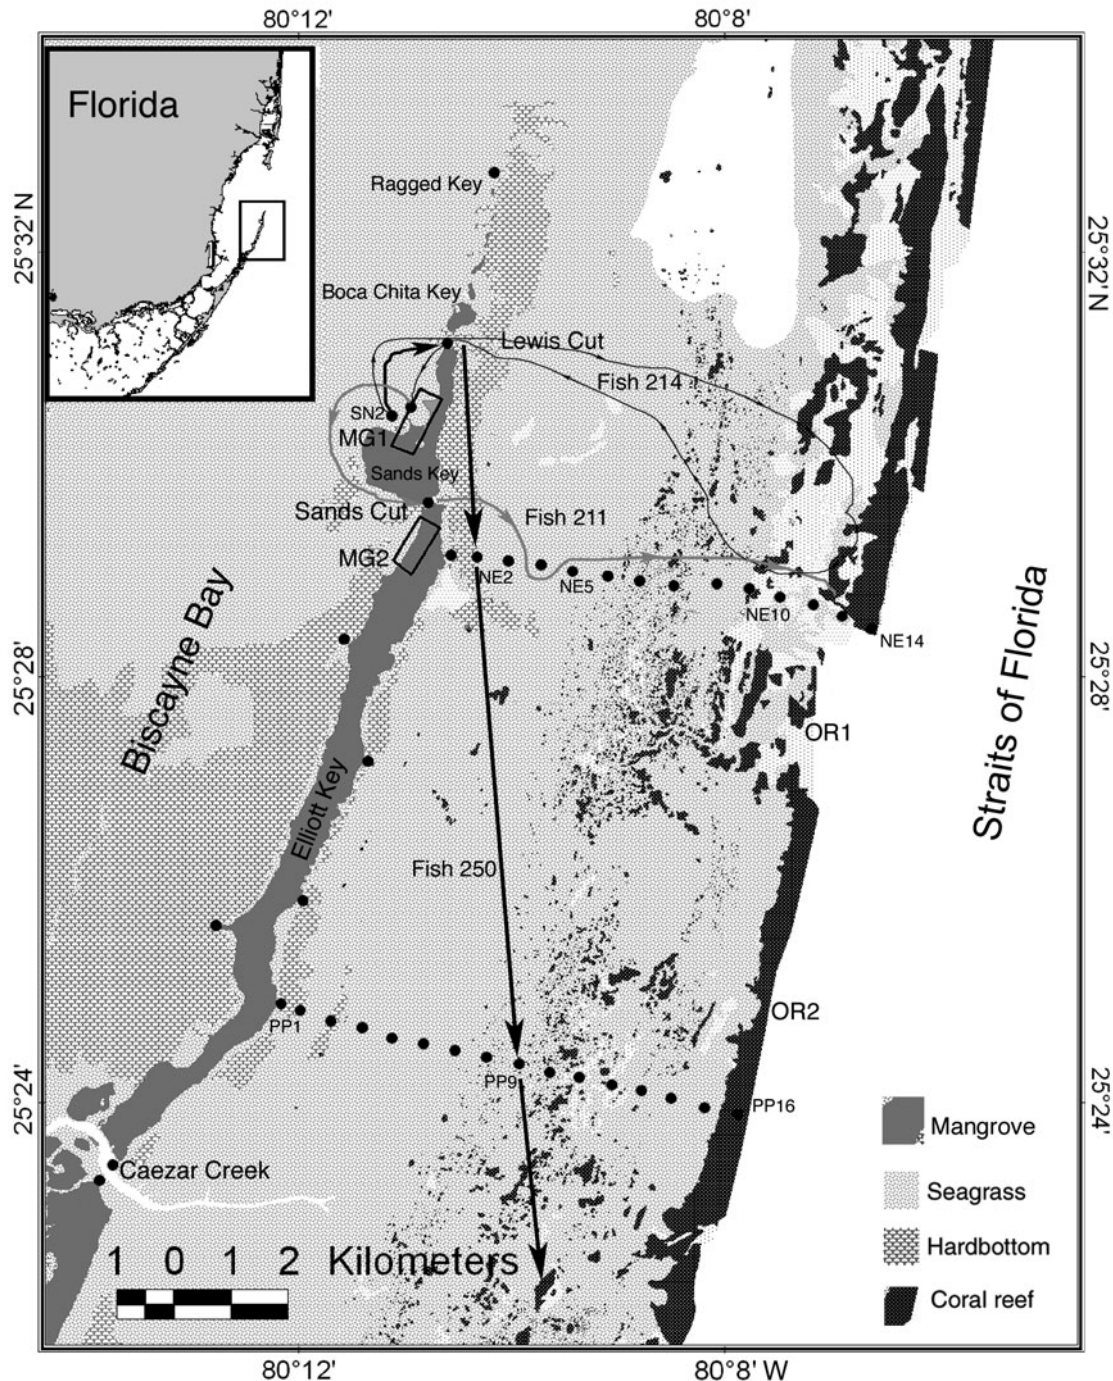 80°12'
80°8'
Florida
25°32' N
25°32' N
Ragged Key
Boca Chita Key
Lewis Cut
Fish 214
SN2
MG1
Sands Key
Sands Cut
Fish 211
MG2
NE2
NE5
NE10
NE14
25°28'
25°28'
Biscayne Bay
Straits of Florida
OR1
Elliott Key
Fish 250
OR2
PP1
PP9
PP16
25°24'
25°24'
Mangrove
Caezar Creek
Seagrass
Hardbottom
1 0 1 2 Kilometers
Coral reef
80°12'
80°8' W